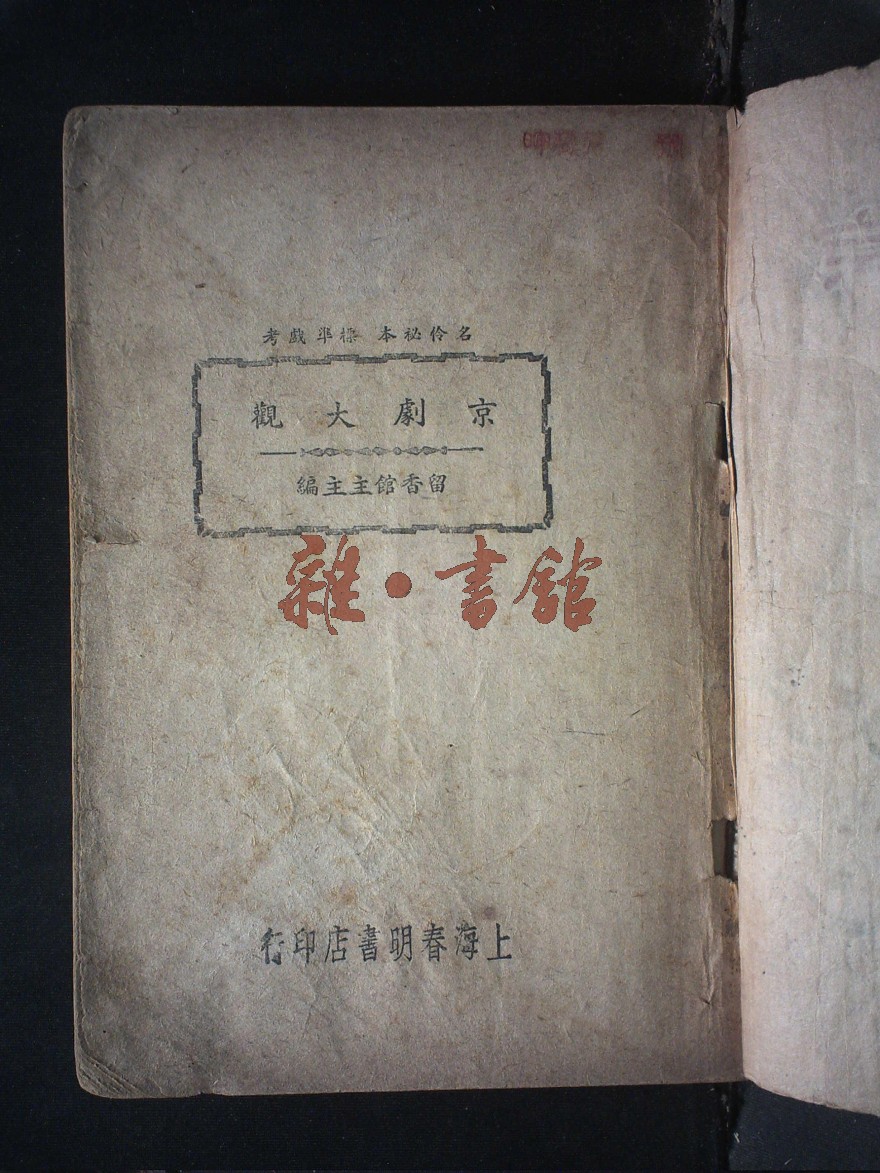 名伶祕本 標準戲考
京劇大觀
留香館主主編
雜·書館
上海春明書店印行